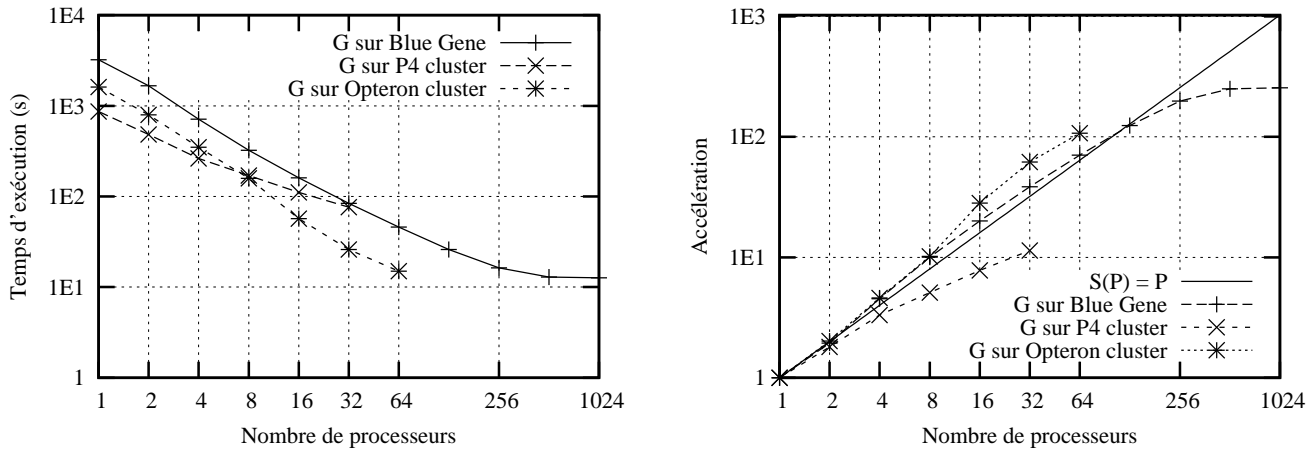 1E4
1E3
1E2
1E1
1
1 2 4 8 16 32 64 256 1024
Temps d'exécution (s)
Nombre de processeurs
G sur Blue Gene
G sur P4 cluster
G sur Opteron cluster
1E3
1E2
1E1
1
1 2 4 8 16 32 64 256 1024
Accélération
Nombre de processeurs
S(P) = P
G sur Blue Gene
G sur P4 cluster
G sur Opteron cluster